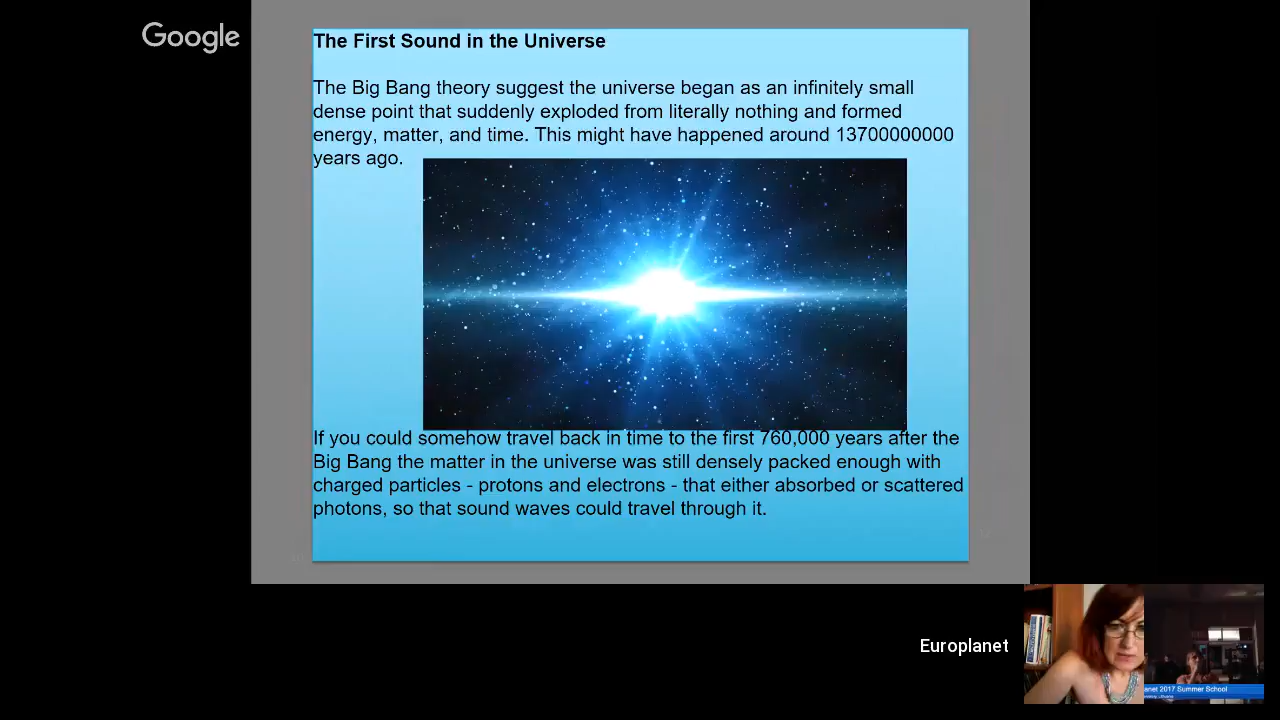 Google
The First Sound in the Universe
The Big Bang theory suggest the universe began as an infinitely small
dense point that suddenly exploded from literally nothing and formed
energy, matter, and time. This might have happened around 13700000000
years ago.
If you could somehow travel back in time to the first 760,000 years after the
Big Bang the matter in the universe was still densely packed enough with
charged particles - protons and electrons - that either absorbed or scattered
photons, so that sound waves could travel through it.
Europlanet
anet 2017 Summer School